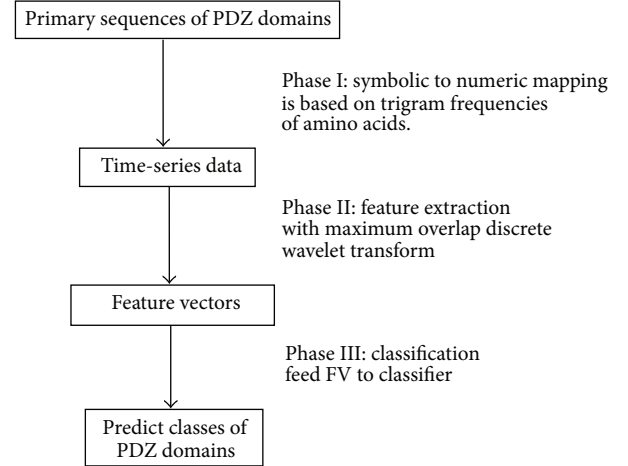 Primary sequences of PDZ domains
Phase I: symbolic to numeric mapping
is based on trigram frequencies
of amino acids.
Time-series data
Phase II: feature extraction
with maximum overlap discrete
wavelet transform
Feature vectors
Phase III: classification
feed FV to classifier
Predict classes of
PDZ domains